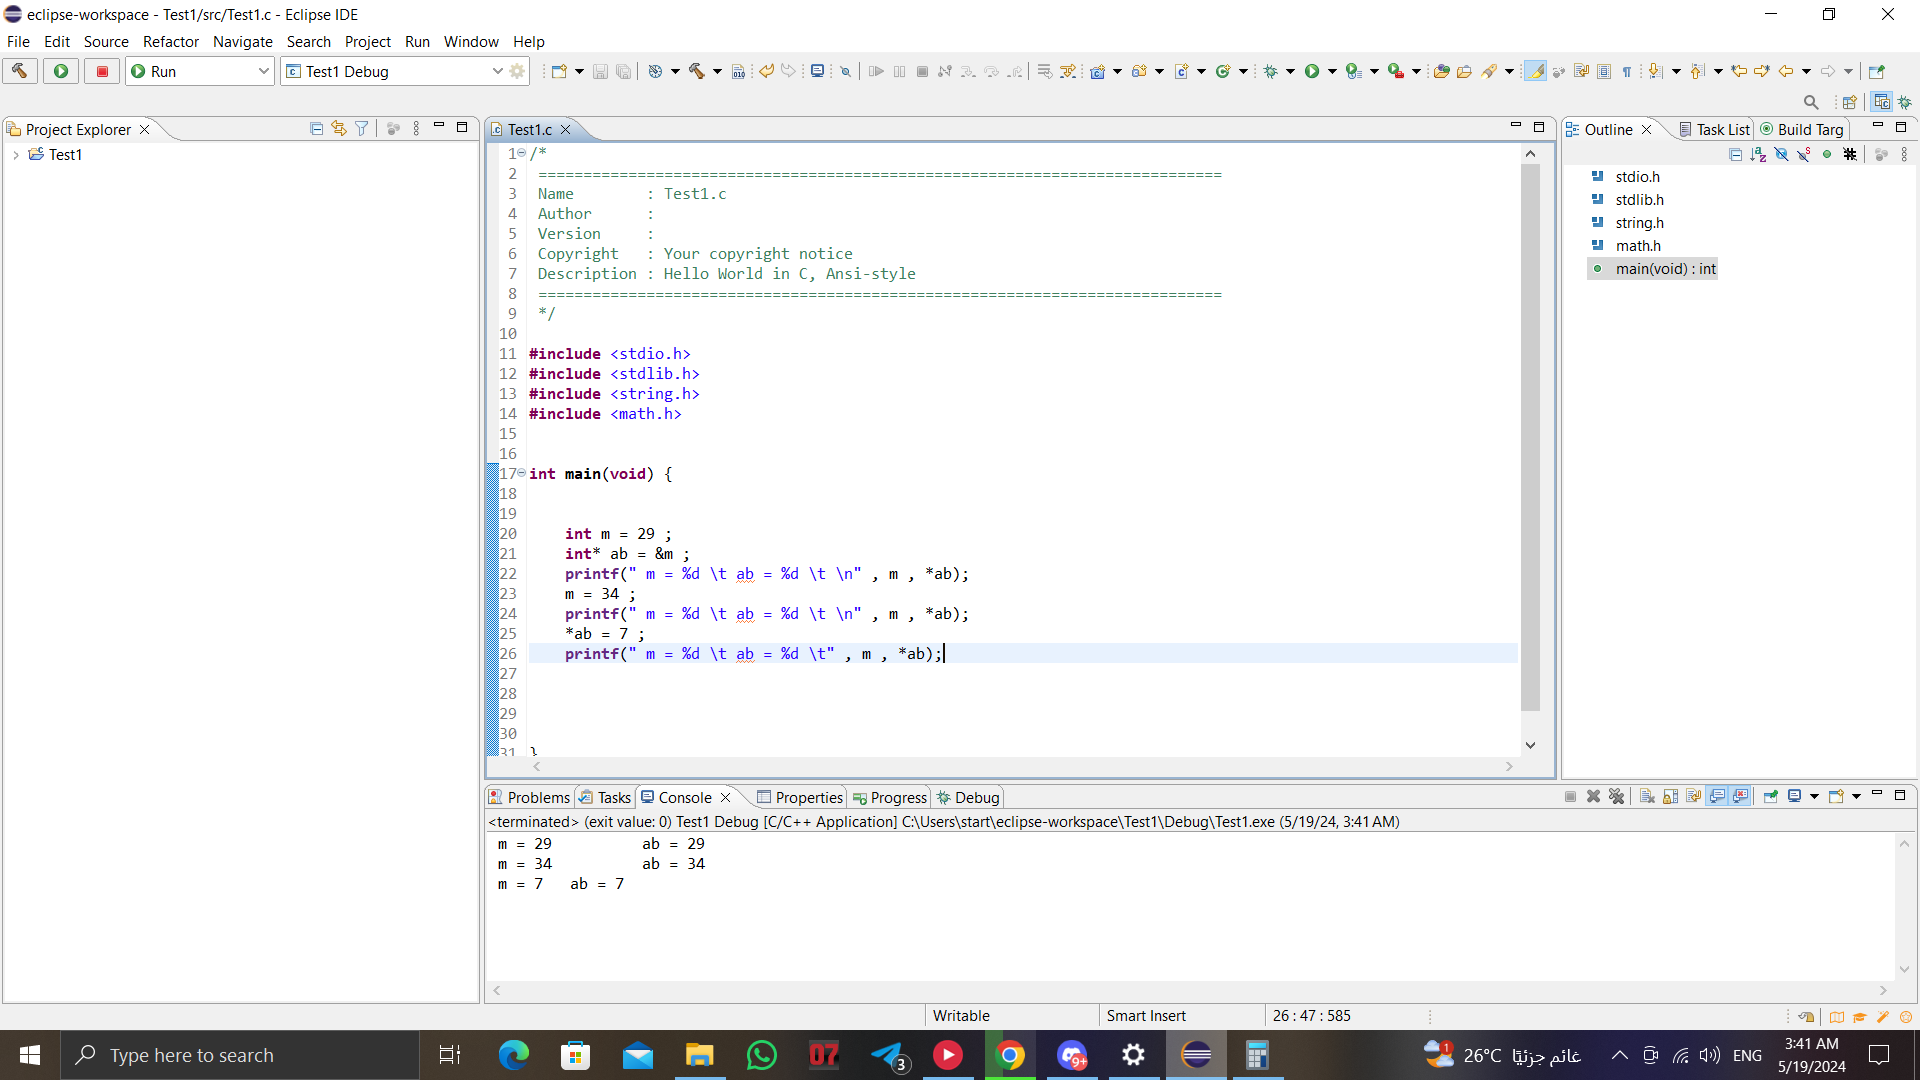 eclipse-workspace - Test1/src/Test1.c - Eclipse IDE
File Edit Source Refactor Navigate Search Project Run Window Help
Run
Test1 Debug
Project Explorer
Test1
Test1.c
1 /*
2 ============================================================================
3 Name        : Test1.c
4 Author      :
5 Version     :
6 Copyright   : Your copyright notice
7 Description : Hello World in C, Ansi-style
8 ============================================================================
9 */
10
11 #include <stdio.h>
12 #include <stdlib.h>
13 #include <string.h>
14 #include <math.h>
15
16
17 int main(void) {
18
19
20     int m = 29 ;
21     int* ab = &m ;
22     printf(" m = %d \t ab = %d \t \n" , m , *ab);
23     m = 34 ;
24     printf(" m = %d \t ab = %d \t \n" , m , *ab);
25     *ab = 7 ;
26     printf(" m = %d \t ab = %d \t" , m , *ab);
27
28
29
30
31 }
Outline Task List Build Targ
stdio.h
stdlib.h
string.h
math.h
main(void) : int
Problems Tasks Console Properties Progress Debug
<terminated> (exit value: 0) Test1 Debug [C/C++ Application] C:\Users\start\eclipse-workspace\Test1\Debug\Test1.exe (5/19/24, 3:41 AM)
m = 29          ab = 29
m = 34          ab = 34
m = 7   ab = 7
Writable Smart Insert 26 : 47 : 585
Type here to search
07
3
9+
1
26°C غائم جزئيًا
ENG
3:41 AM
5/19/2024